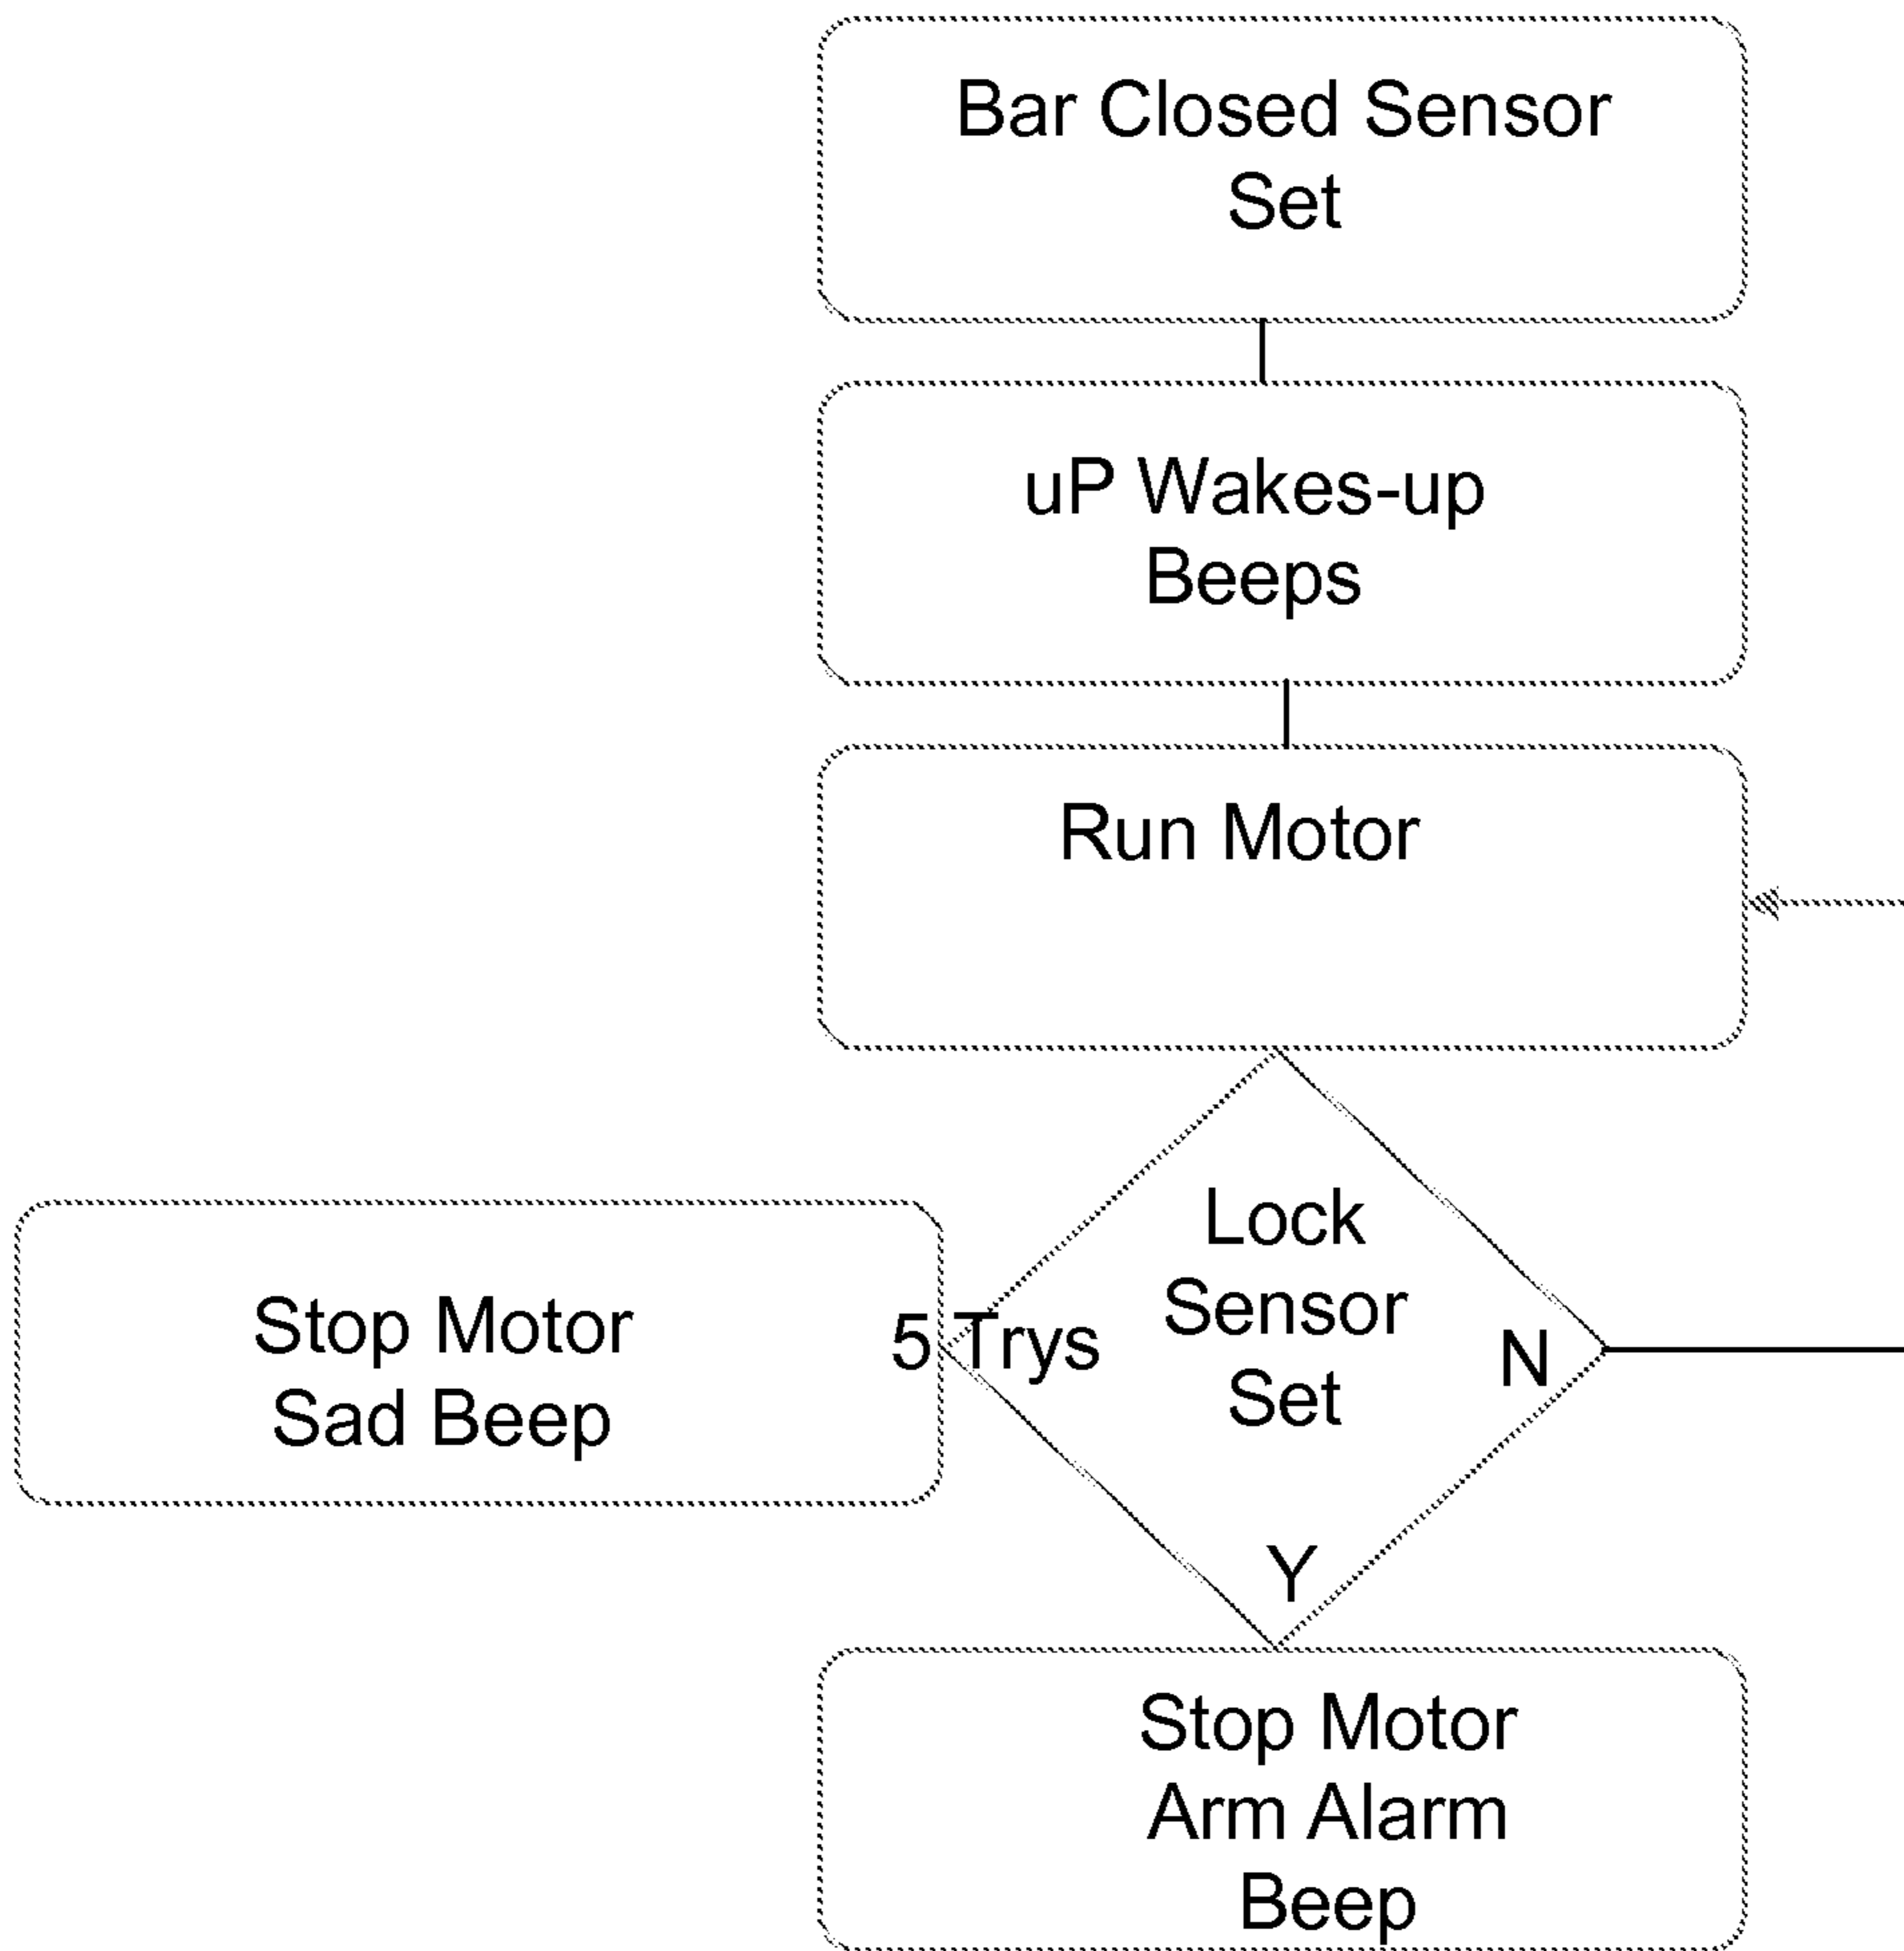 Bar Closed Sensor
Set
uP Wakes-up
Beeps
Run Motor
Lock
Sensor
Set
5 Trys
N
Y
Stop Motor
Sad Beep
Stop Motor
Arm Alarm
Beep